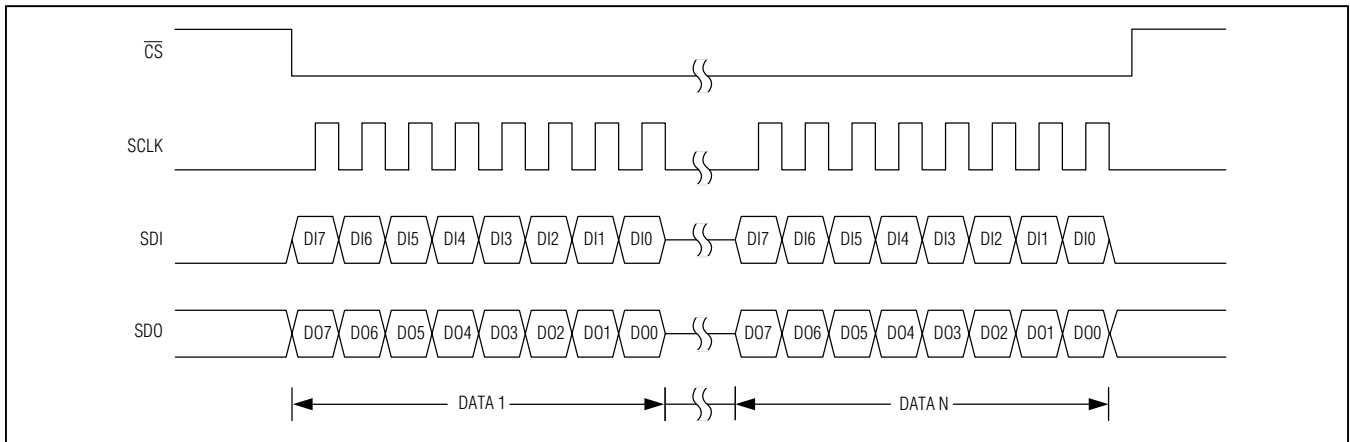 CS
SCLK
SDI DI7 DI6 DI5 DI4 DI3 DI2 DI1 DI0 DI7 DI6 DI5 DI4 DI3 DI2 DI1 DI0
SDO DO7 DO6 DO5 DO4 DO3 DO2 DO1 DO0 DO7 DO6 DO5 DO4 DO3 DO2 DO1 DO0
DATA 1 DATA N